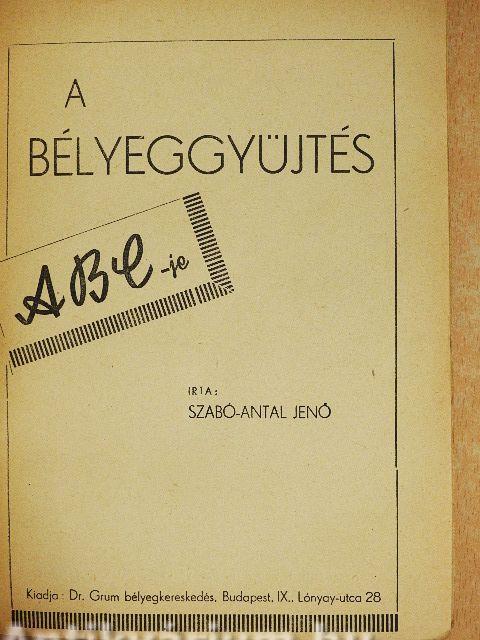 A
BÉLYEGGYÜJTÉS
ABC-je
IRTA:
SZABÓ-ANTAL JENŐ
Kiadja: Dr. Grum bélyegkereskedés, Budapest, IX., Lónyay-utca 28